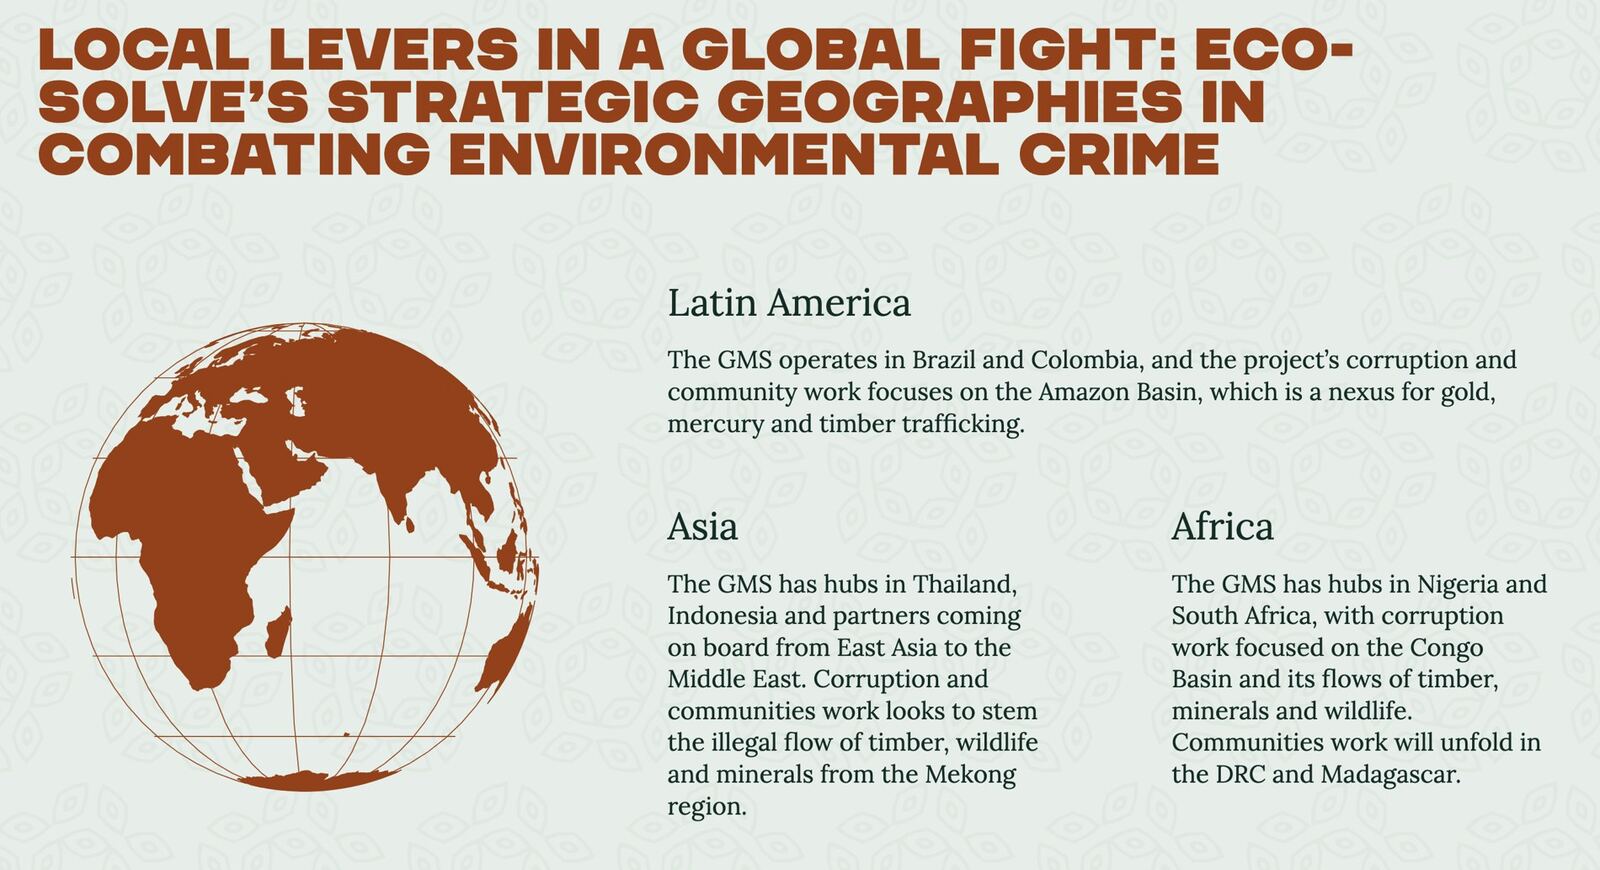 LOCAL LEVERS IN A GLOBAL FIGHT: ECO-
SOLVE’S STRATEGIC GEOGRAPHIES IN
COMBATING ENVIRONMENTAL CRIME
Latin America
The GMS operates in Brazil and Colombia, and the project’s corruption and
community work focuses on the Amazon Basin, which is a nexus for gold,
mercury and timber trafficking.
Asia
The GMS has hubs in Thailand,
Indonesia and partners coming
on board from East Asia to the
Middle East. Corruption and
communities work looks to stem
the illegal flow of timber, wildlife
and minerals from the Mekong
region.
Africa
The GMS has hubs in Nigeria and
South Africa, with corruption
work focused on the Congo
Basin and its flows of timber,
minerals and wildlife.
Communities work will unfold in
the DRC and Madagascar.